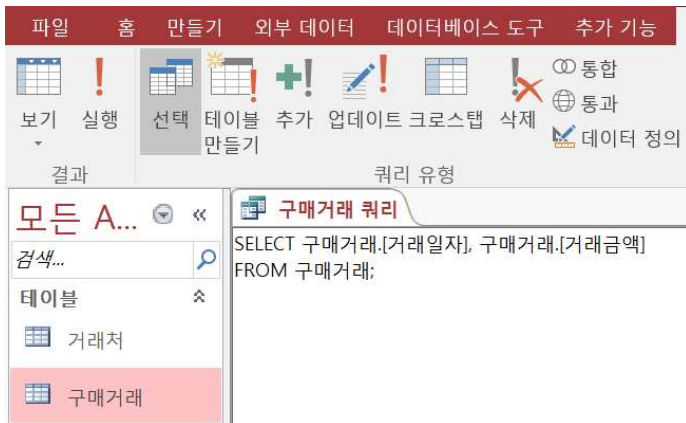 파일 홈 만들기 외부 데이터 데이터베이스 도구 추가 기능
보기 실행 선택 테이블 만들기 추가 업데이트 크로스탭 삭제
통합
통과
데이터 정의
결과 쿼리 유형
모든 A... «
검색...
테이블
거래처
구매거래
구매거래 쿼리
SELECT 구매거래.[거래일자], 구매거래.[거래금액]
FROM 구매거래;